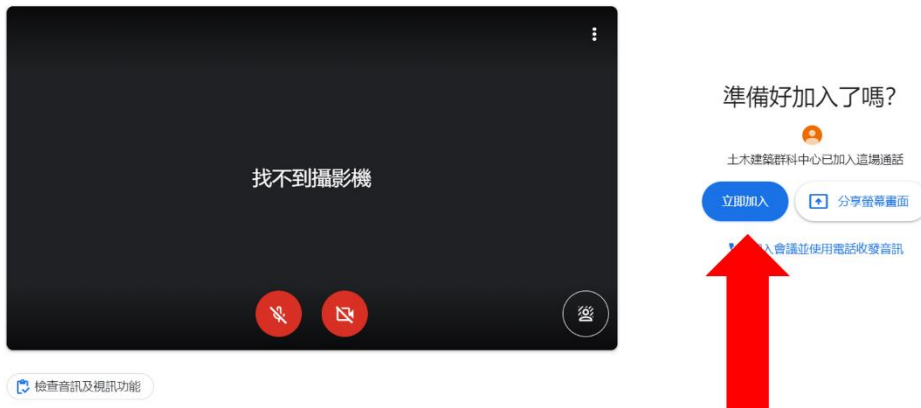 找不到攝影機
檢查音訊及視訊功能
準備好加入了嗎?
土木建築群科中心已加入這場通話
立即加入
分享螢幕畫面
入會議並使用電話收發音訊